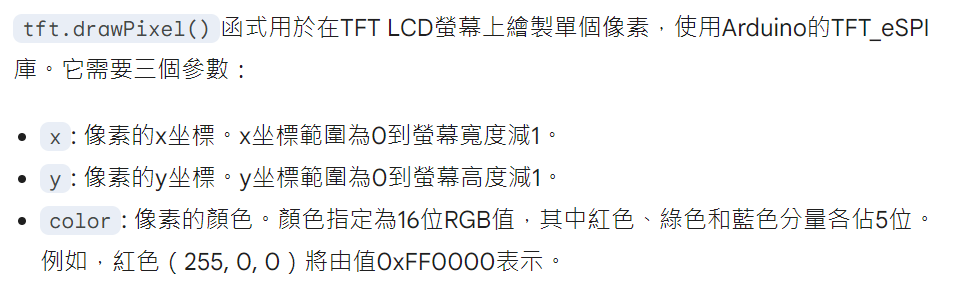 tft.drawPixel() 函式用於在TFT LCD螢幕上繪製單個像素，使用Arduino的TFT_eSPI
庫。它需要三個參數：
• x: 像素的x坐標。x坐標範圍為0到螢幕寬度減1。
• y: 像素的y坐標。y坐標範圍為0到螢幕高度減1。
• color: 像素的顏色。顏色指定為16位RGB值，其中紅色、綠色和藍色分量各佔5位。
例如，紅色（255, 0, 0）將由值0xFF0000表示。